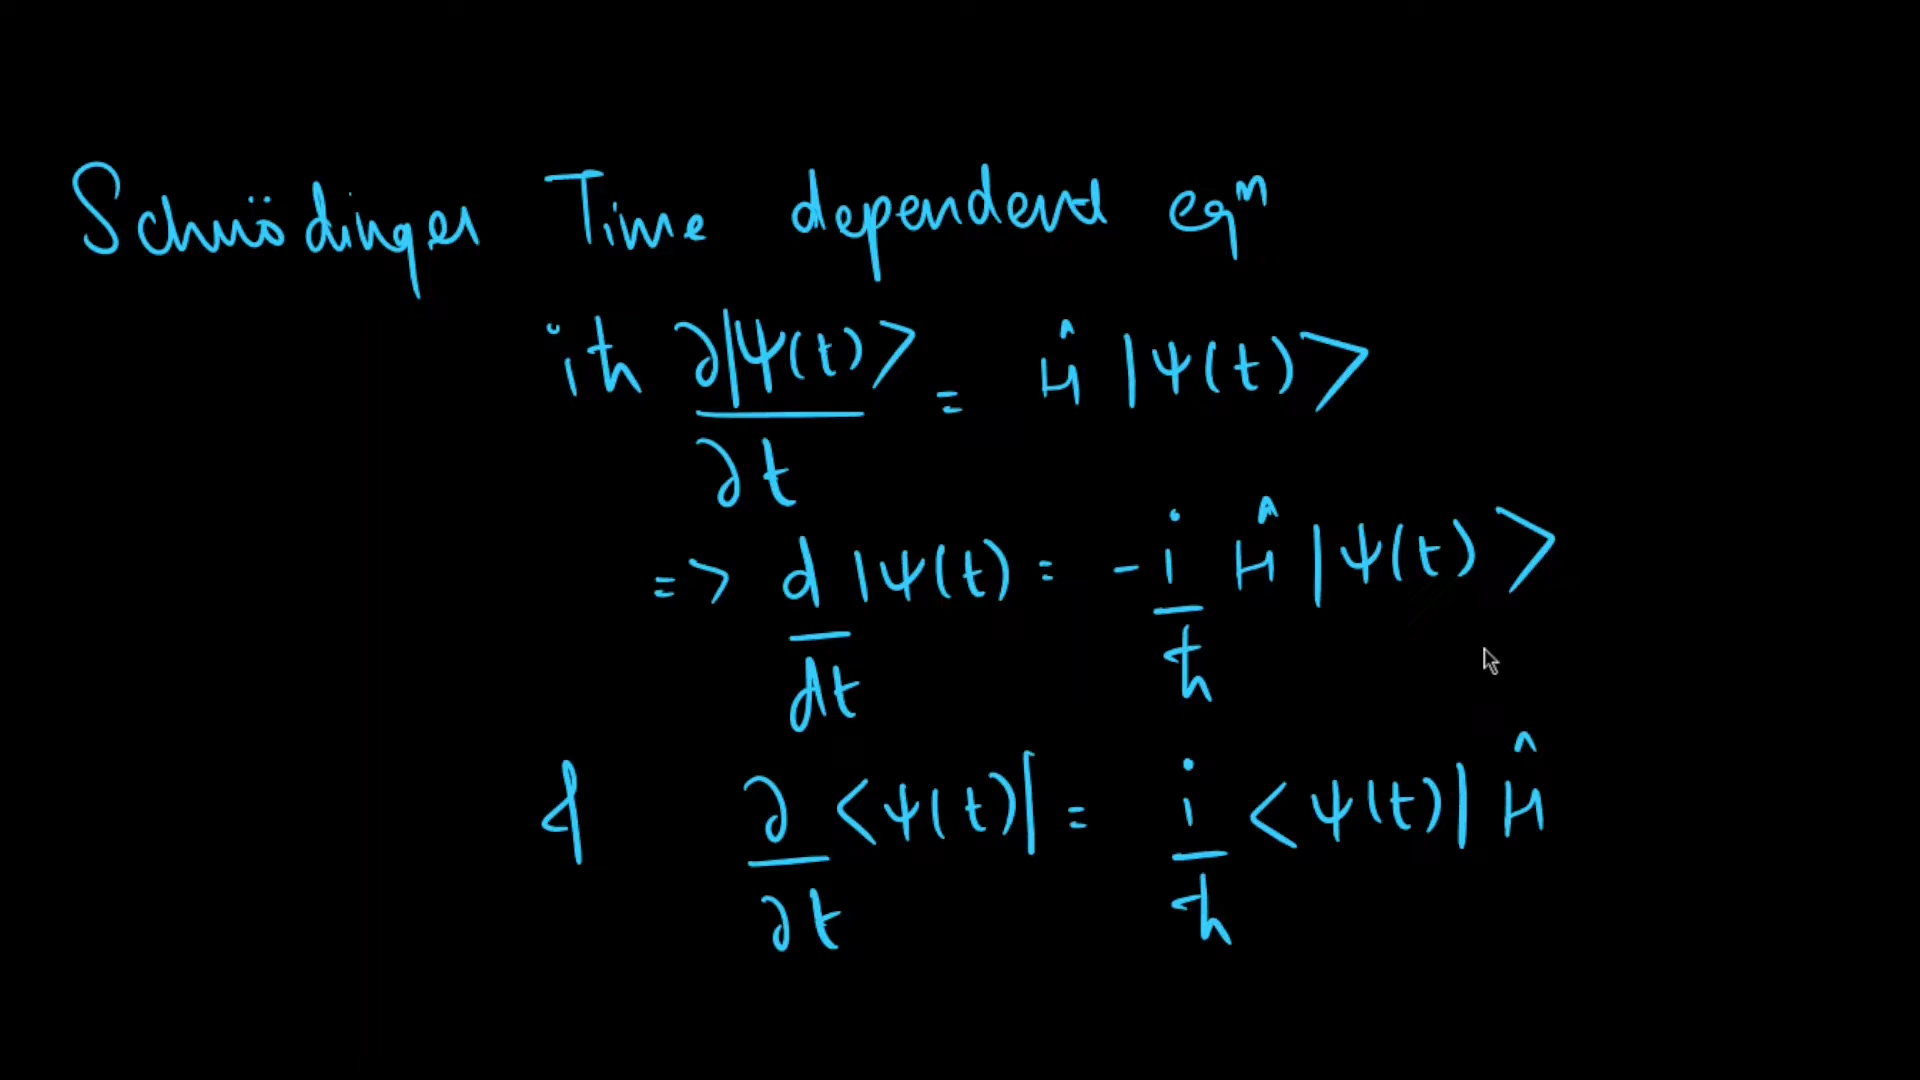 Schrödinger Time dependent eqⁿ
iħ ∂|ψ(t)>/∂t = Ĥ |ψ(t)>
=> d/dt |ψ(t) = -i/ħ Ĥ |ψ(t)>
& ∂/∂t <ψ(t)| = i/ħ <ψ(t)| Ĥ